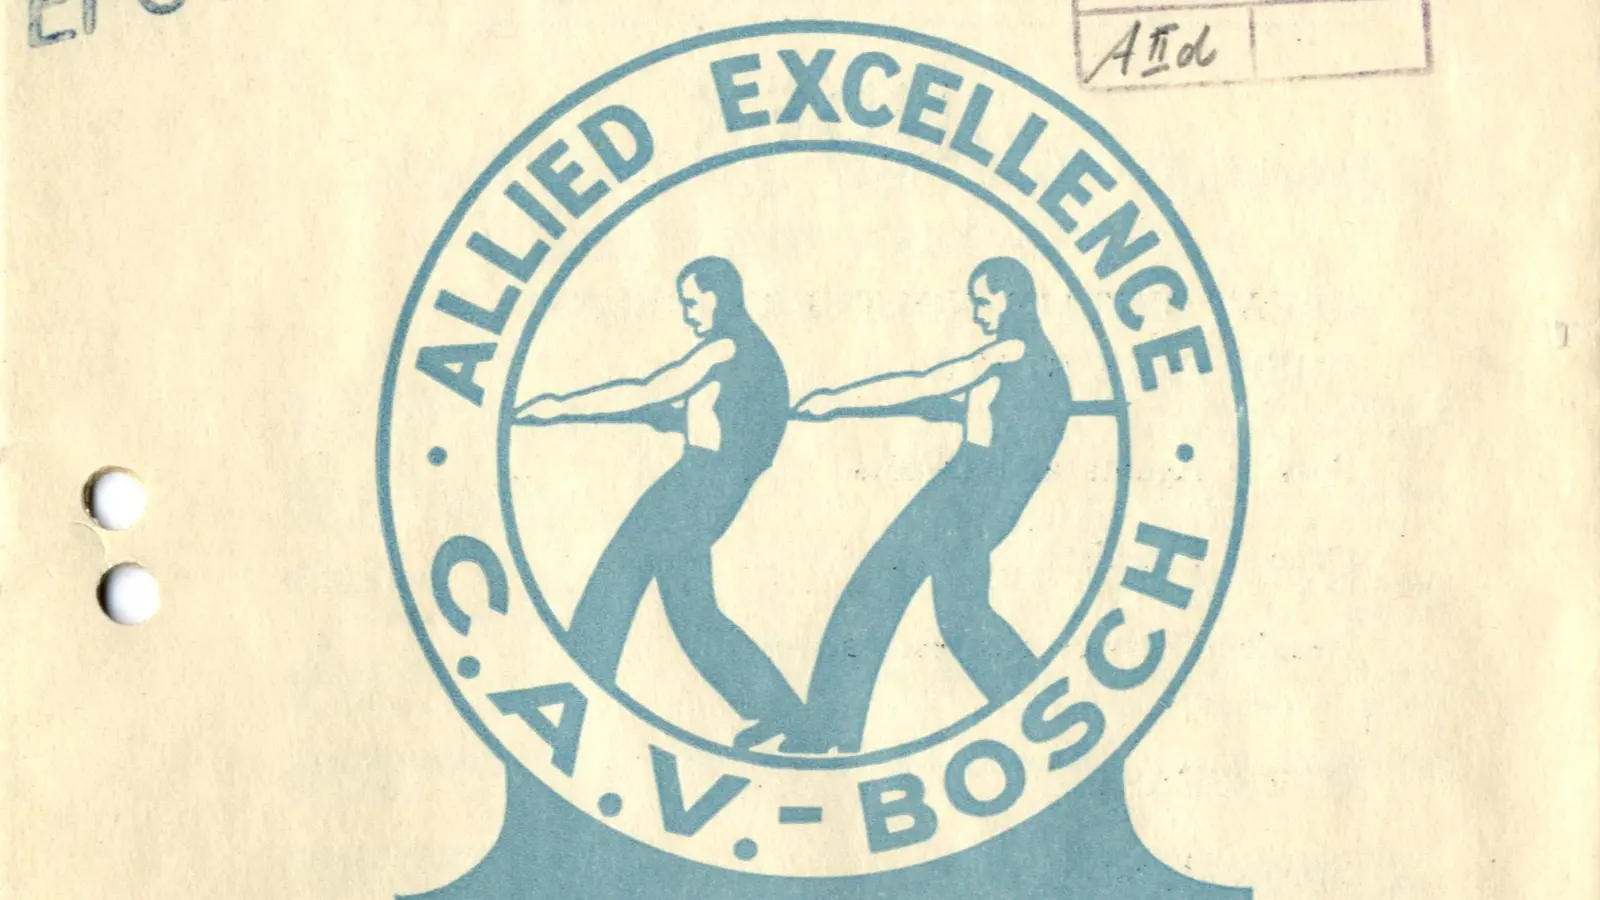 A II d
· ALLIED EXCELLENCE ·
C.A.V.-BOSCH